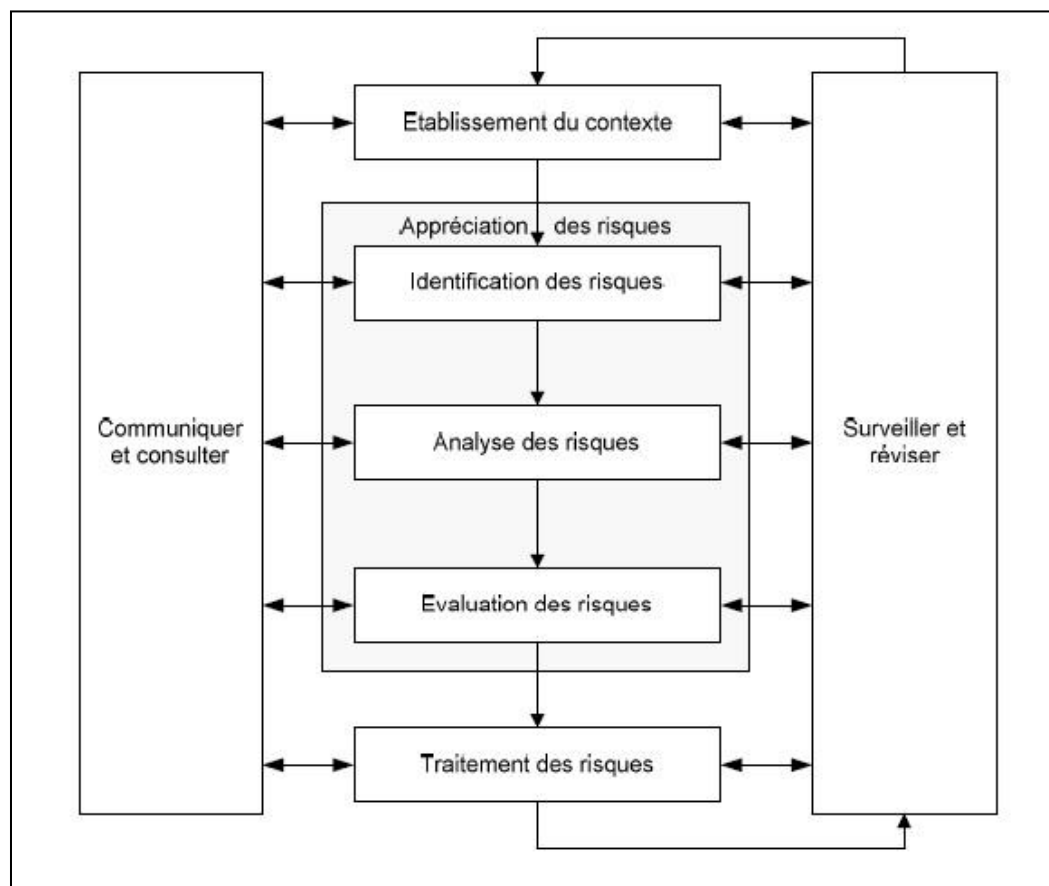 Etablissement du contexte
Appréciation des risques
Identification des risques
Communiquer
et consulter
Analyse des risques
Surveiller et
réviser
Evaluation des risques
Traitement des risques